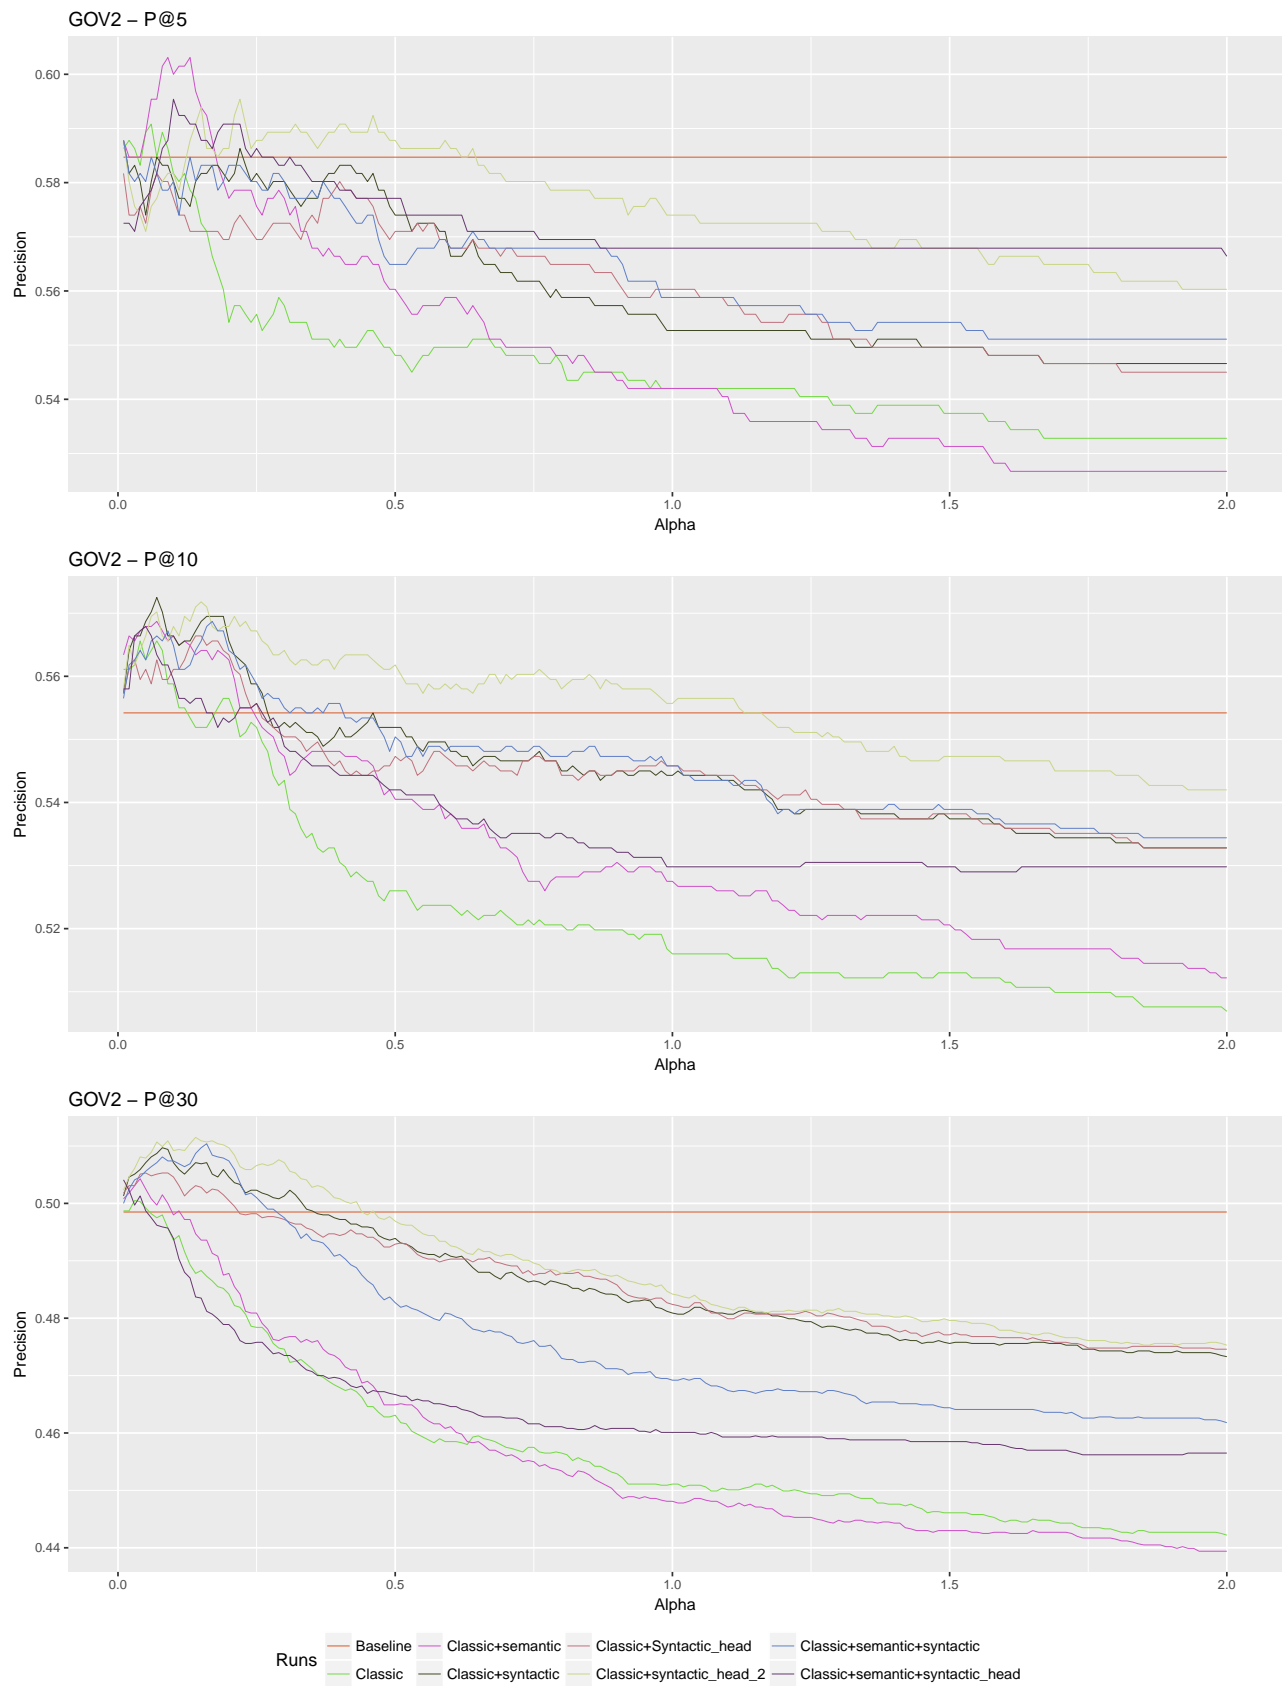 GOV2 – P@5
0.60
0.58
0.56
0.54
Precision
0.0 0.5 1.0 1.5 2.0
Alpha
GOV2 – P@10
0.56
0.54
0.52
Precision
0.0 0.5 1.0 1.5 2.0
Alpha
GOV2 – P@30
0.50
0.48
0.46
0.44
Precision
0.0 0.5 1.0 1.5 2.0
Alpha
Runs
Baseline Classic+semantic Classic+Syntactic_head Classic+semantic+syntactic
Classic Classic+syntactic Classic+syntactic_head_2 Classic+semantic+syntactic_head